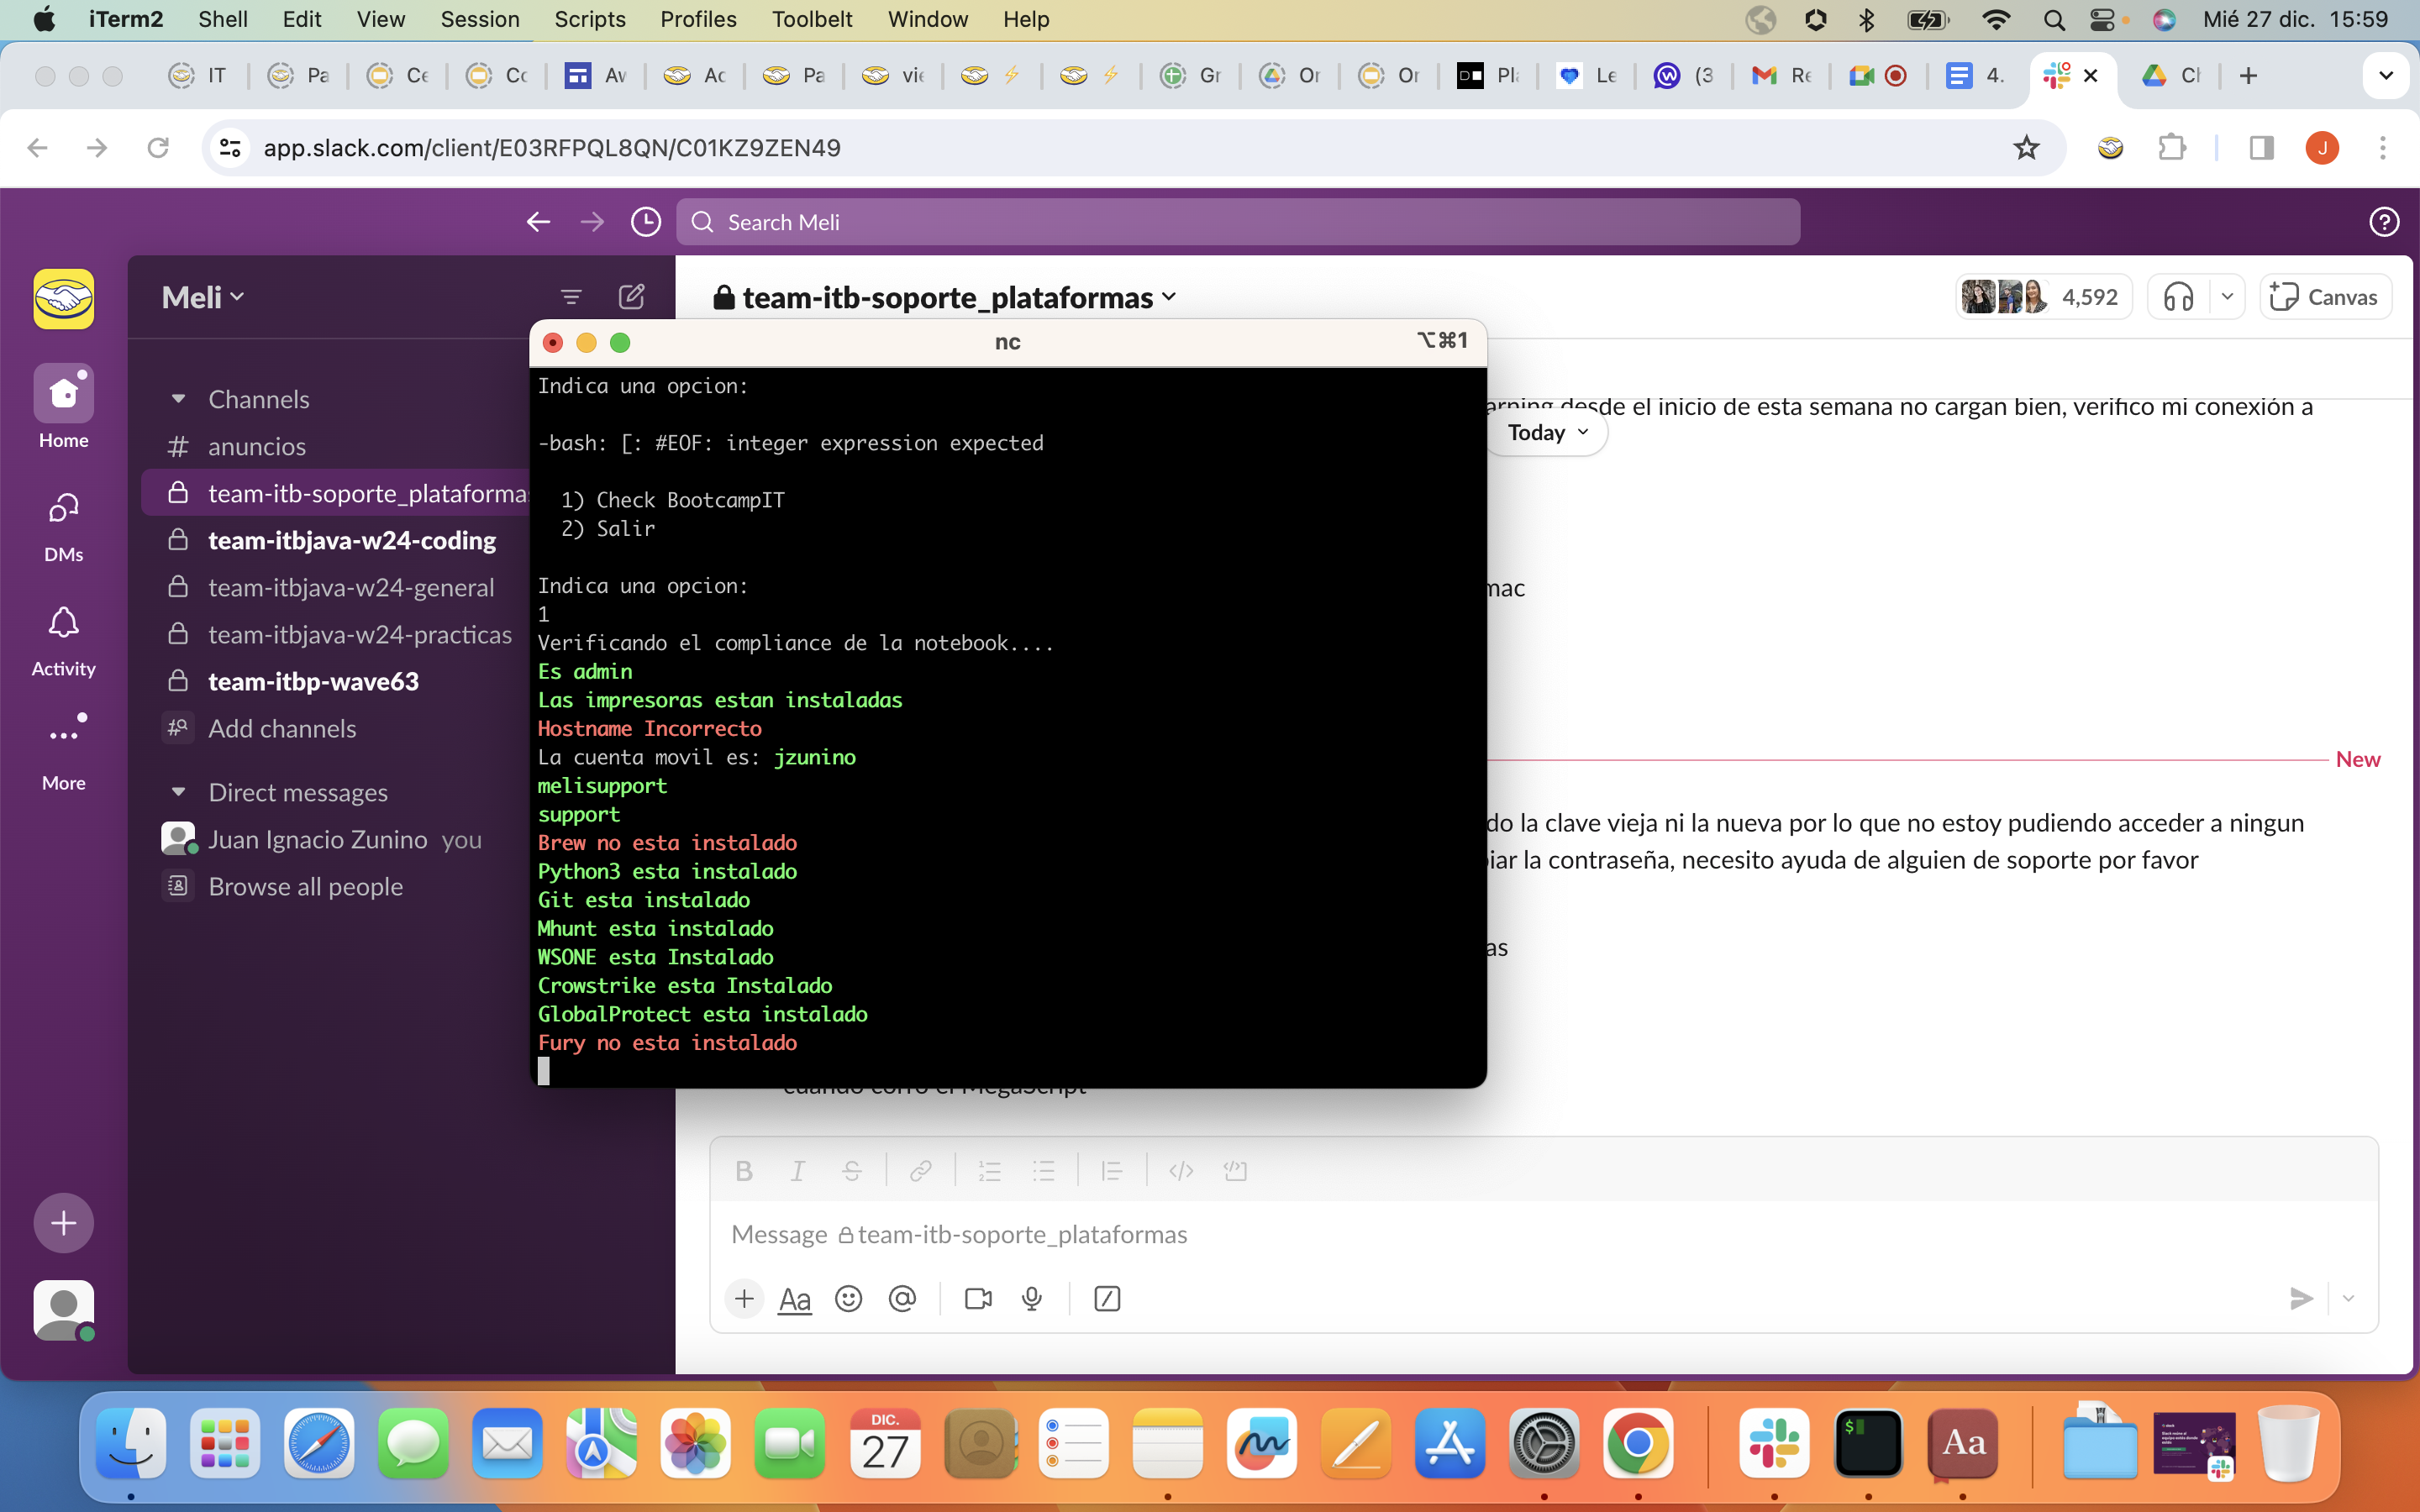 iTerm2 Shell Edit View Session Scripts Profiles Toolbelt Window Help Mié 27 dic. 15:59
IT Pa Ce Cc Av Ac Pa vie Gr Or Or Pla Le (3 Re 4. Ch
app.slack.com/client/E03RFPQL8QN/C01KZ9ZEN49 J
Search Meli
Meli
team-itb-soporte_plataformas 4,592 Canvas
Home
DMs
Activity
More
Channels
anuncios
team-itb-soporte_plataformas
team-itbjava-w24-coding
team-itbjava-w24-general
team-itbjava-w24-practicas
team-itbp-wave63
Add channels
Direct messages
Juan Ignacio Zunino you
Browse all people
nc ⌥⌘1
Indica una opcion:
-bash: [: #EOF: integer expression expected
1) Check BootcampIT
2) Salir
Indica una opcion:
1
Verificando el compliance de la notebook....
Es admin
Las impresoras estan instaladas
Hostname Incorrecto
La cuenta movil es: jzunino
melisupport
support
Brew no esta instalado
Python3 esta instalado
Git esta instalado
Mhunt esta instalado
WSONE esta Instalado
Crowstrike esta Instalado
GlobalProtect esta instalado
Fury no esta instalado
desde el inicio de esta semana no cargan bien, verifico mi conexión a
Today
mac
New
do la clave vieja ni la nueva por lo que no estoy pudiendo acceder a ningun
iar la contraseña, necesito ayuda de alguien de soporte por favor
as
cuando corro el MegaScript
Message team-itb-soporte_plataformas
DIC.
27
Aa